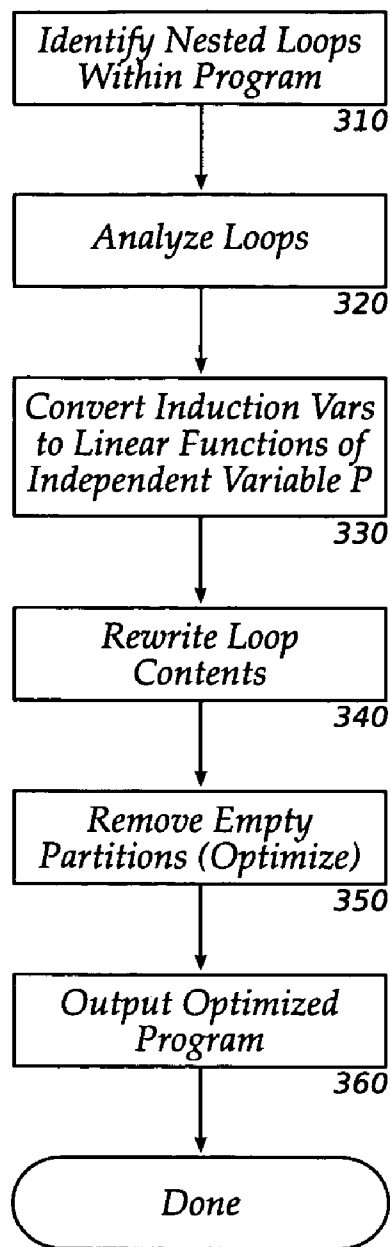 Identify Nested Loops
Within Program
310
Analyze Loops
320
Convert Induction Vars
to Linear Functions of
Independent Variable P
330
Rewrite Loop
Contents
340
Remove Empty
Partitions (Optimize)
350
Output Optimized
Program
360
Done